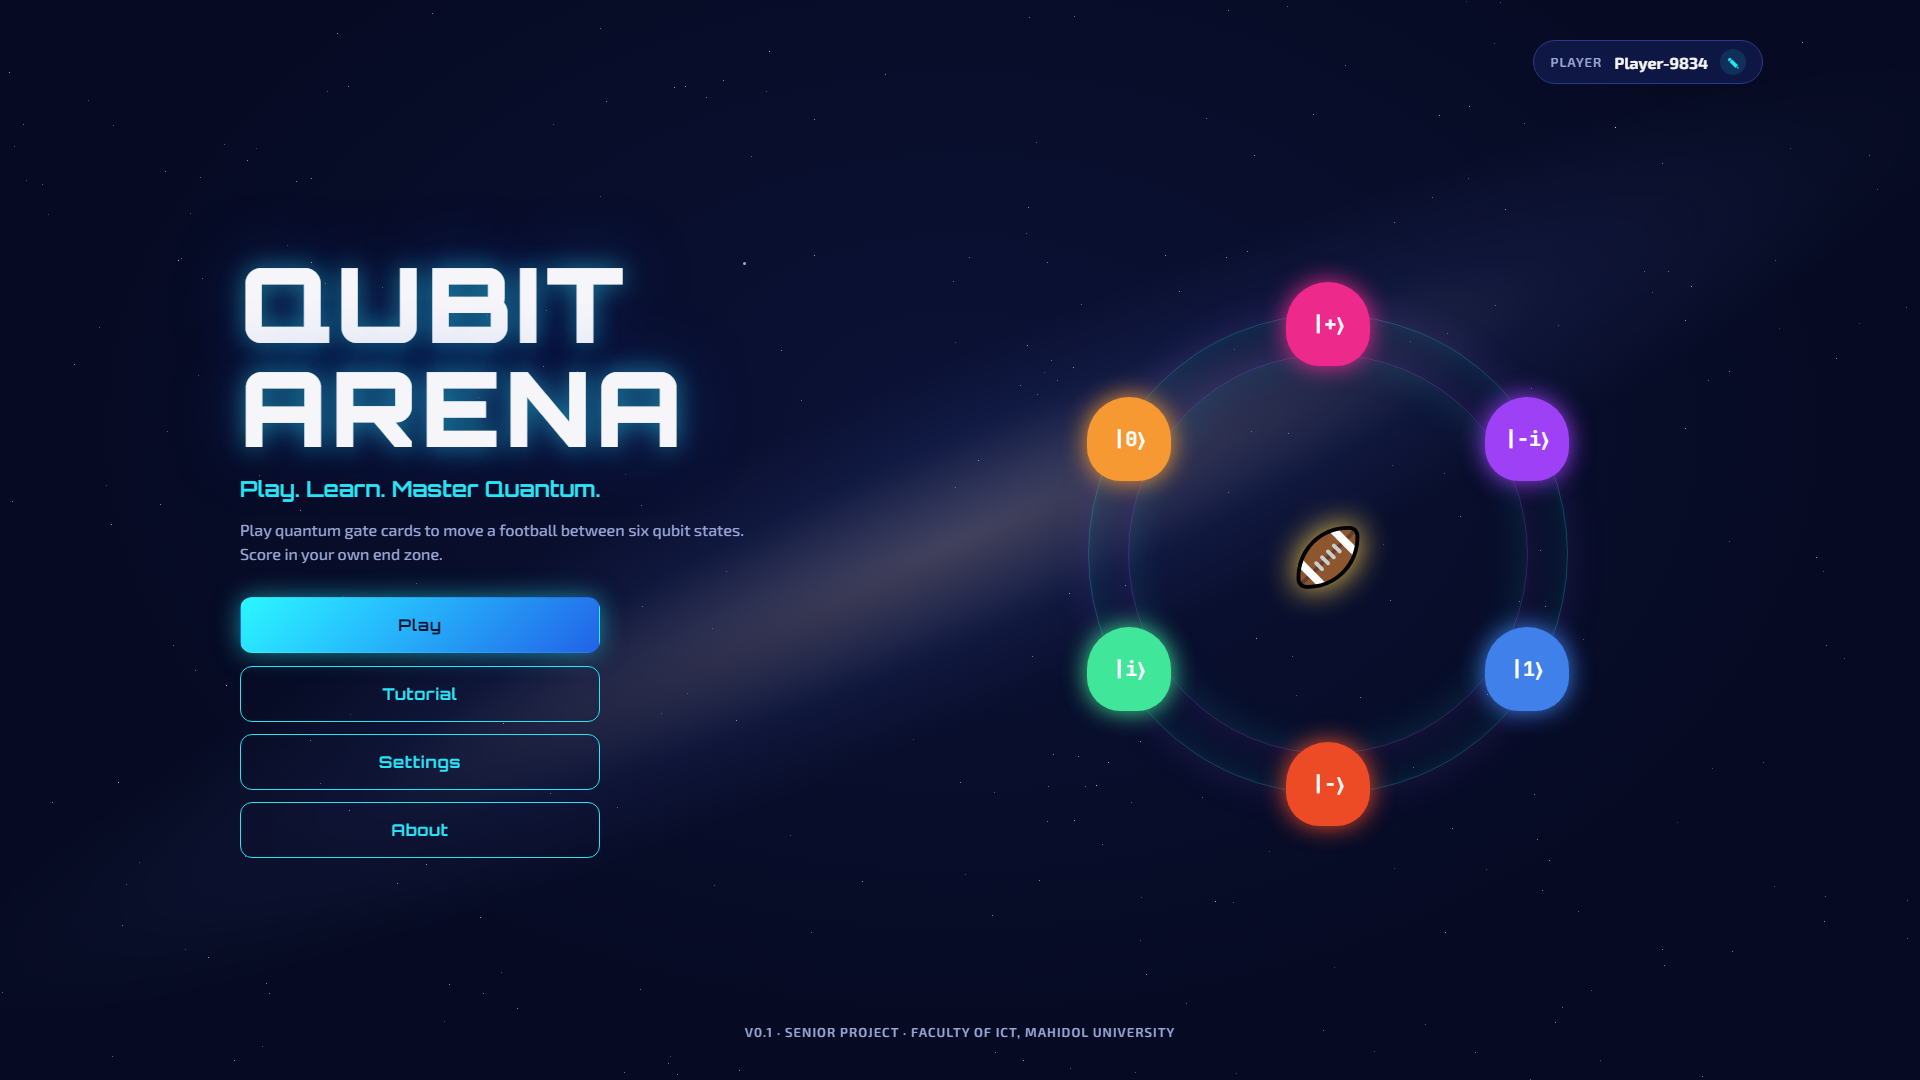 PLAYER Player-9834
QUBIT
ARENA
Play. Learn. Master Quantum.
Play quantum gate cards to move a football between six qubit states.
Score in your own end zone.
Play
Tutorial
Settings
About
|+⟩
|0⟩
|-i⟩
|i⟩
|1⟩
|-⟩
V0.1 · SENIOR PROJECT · FACULTY OF ICT, MAHIDOL UNIVERSITY